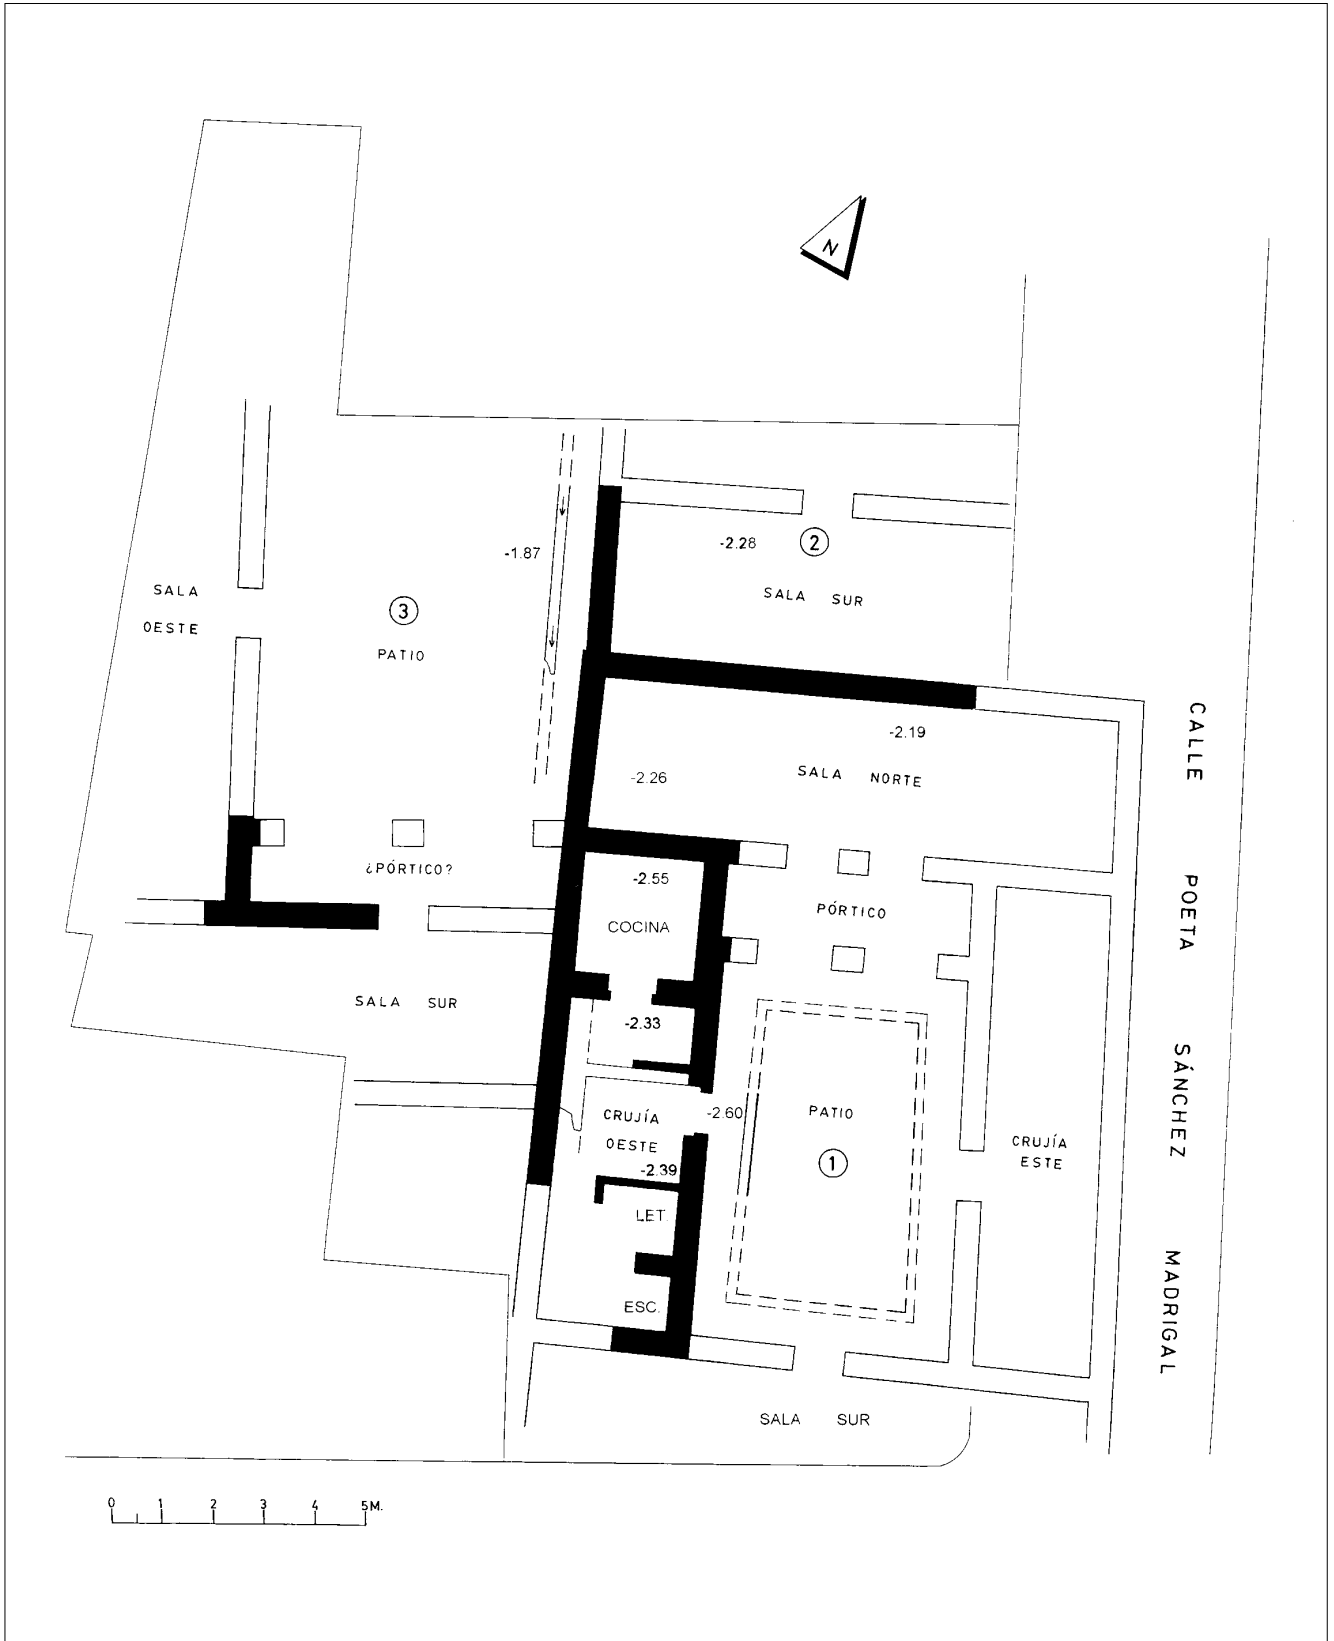 N
-1.87
-2.28
2
SALA SUR
SALA
OESTE
3
PATIO
-2.19
-2.26
SALA NORTE
CALLE POETA SÁNCHEZ MADRIGAL
¿PÓRTICO?
-2.55
COCINA
PÓRTICO
SALA SUR
-2.33
-2.60
PATIO
CRUJÍA
OESTE
1
CRUJÍA
ESTE
-2.39
LET.
ESC.
SALA SUR
0 1 2 3 4 5M.